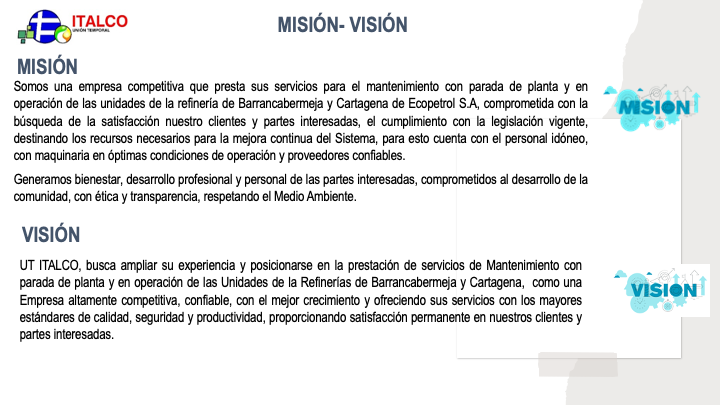 ITALCO
UNIÓN TEMPORAL
MISIÓN- VISIÓN
MISIÓN
Somos una empresa competitiva que presta sus servicios para el mantenimiento con parada de planta y en
operación de las unidades de la refinería de Barrancabermeja y Cartagena de Ecopetrol S.A, comprometida con la
búsqueda de la satisfacción nuestro clientes y partes interesadas, el cumplimiento con la legislación vigente,
destinando los recursos necesarios para la mejora continua del Sistema, para esto cuenta con el personal idóneo,
con maquinaria en óptimas condiciones de operación y proveedores confiables.
MISION
Generamos bienestar, desarrollo profesional y personal de las partes interesadas, comprometidos al desarrollo de la
comunidad, con ética y transparencia, respetando el Medio Ambiente.
VISIÓN
UT ITALCO, busca ampliar su experiencia y posicionarse en la prestación de servicios de Mantenimiento con
parada de planta y en operación de las Unidades de la Refinerías de Barrancabermeja y Cartagena, como una
Empresa altamente competitiva, confiable, con el mejor crecimiento y ofreciendo sus servicios con los mayores
estándares de calidad, seguridad y productividad, proporcionando satisfacción permanente en nuestros clientes y
partes interesadas.
VISION